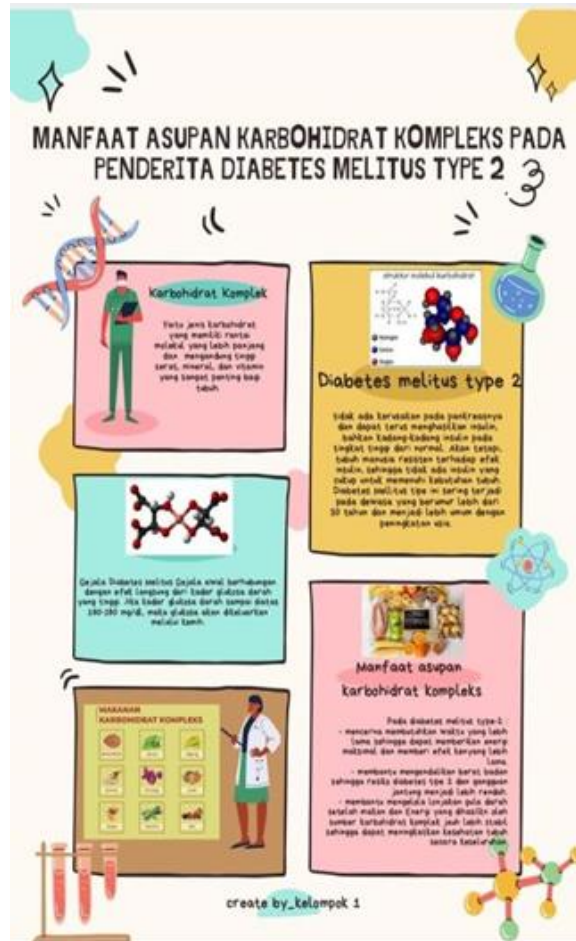 MANFAAT ASUPAN KARBOHIDRAT KOMPLEKS PADA
PENDERITA DIABETES MELITUS TYPE 2
Karbohidrat Komplek
Yaitu jenis karbohidrat
yang memiliki rantai
molekul yang lebih panjang
dan mengandung tinggi
serat, mineral, dan vitamin
yang sangat penting bagi
tubuh
struktur molekul karbohidrat
Diabetes melitus type 2
tidak ada kerusakan pada pankreasnya
dan dapat terus menghasilkan insulin,
bahkan kadang-kadang insulin pada
tingkat tinggi dari normal. Akan tetapi,
tubuh manusia resisten terhadap efek
insulin, sehingga tidak ada insulin yang
cukup untuk memenuhi kebutuhan tubuh.
Diabetes mellitus tipe ini sering terjadi
pada dewasa yang berumur lebih dari
30 tahun dan menjadi lebih umum dengan
peningkatan usia.
Gejala Diabetes melitus Gejala awal berhubungan
dengan efek langsung dari kadar glukosa darah
yang tinggi. Jika kadar glukosa darah sampai diatas
160-180 mg/dl, maka glukosa akan dikeluarkan
melalui kemih.
MAKANAN
KARBOHIDRAT KOMPLEKS
Manfaat asupan
karbohidrat kompleks
Pada diabetes melitus type-2 :
- mencerna membutuhkan waktu yang lebih
lama sehingga dapat memberikan energi
maksimal dan memberi efek kenyang lebih
lama.
- membantu mengendalikan berat badan
sehingga resiko diabetes tipe 2 dan gangguan
jantung menjadi lebih rendah.
- membantu mengelola lonjakan gula darah
setelah makan dan Energi yang dihasilkn oleh
sumber karbohidrat komplek jauh lebih stabil
sehingga dapat meningkatkan kesehatan tubuh
secara keseluruhan
create by_kelompok 1